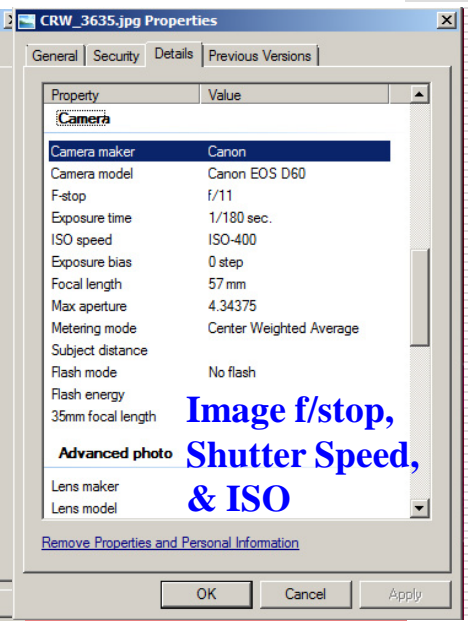 CRW_3635.jpg Properties
General Security Details Previous Versions
Property Value
Camera
Camera maker Canon
Camera model Canon EOS D60
F-stop f/11
Exposure time 1/180 sec.
ISO speed ISO-400
Exposure bias 0 step
Focal length 57 mm
Max aperture 4.34375
Metering mode Center Weighted Average
Subject distance
Flash mode No flash
Flash energy
35mm focal length
Image f/stop,
Advanced photo
Shutter Speed,
Lens maker
Lens model
& ISO
Remove Properties and Personal Information
OK Cancel Apply